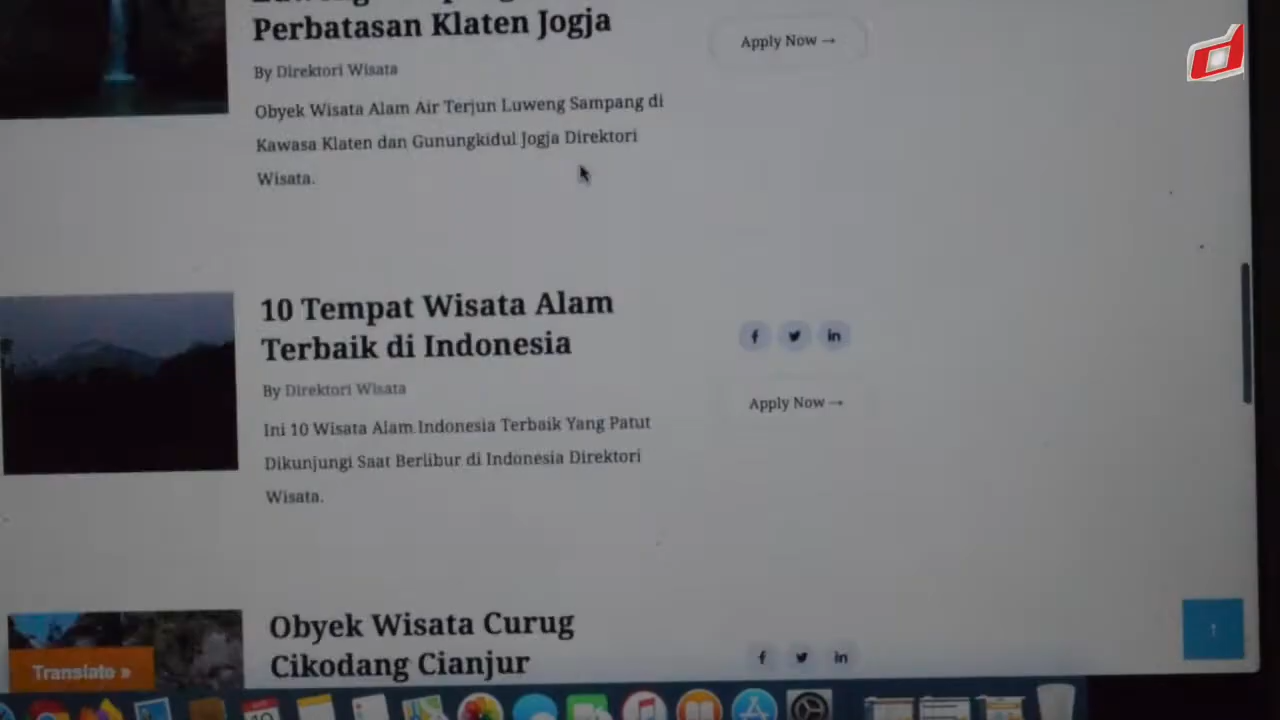 Perbatasan Klaten Jogja
By Direktori Wisata
Obyek Wisata Alam Air Terjun Luweng Sampang di
Kawasa Klaten dan Gunungkidul Jogja Direktori
Wisata.
Apply Now →
10 Tempat Wisata Alam
Terbaik di Indonesia
By Direktori Wisata
Ini 10 Wisata Alam Indonesia Terbaik Yang Patut
Dikunjungi Saat Berlibur di Indonesia Direktori
Wisata.
Apply Now →
Obyek Wisata Curug
Cikodang Cianjur
Translate »